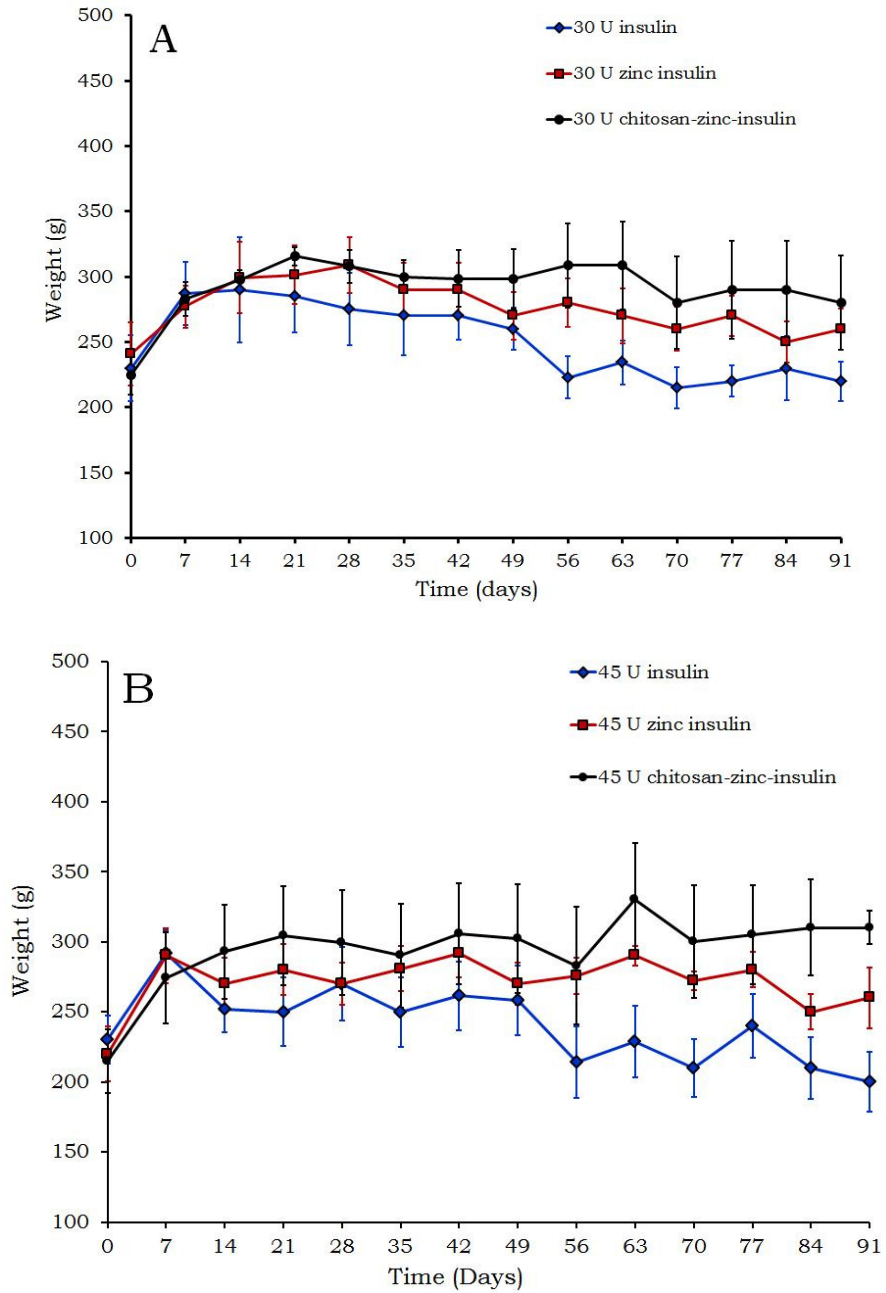 A
30 U insulin
30 U zinc insulin
30 U chitosan-zinc-insulin
Weight (g)
500
450
400
350
300
250
200
150
100
0 7 14 21 28 35 42 49 56 63 70 77 84 91
Time (days)
B
45 U insulin
45 U zinc insulin
45 U chitosan-zinc-insulin
Weight (g)
500
450
400
350
300
250
200
150
100
0 7 14 21 28 35 42 49 56 63 70 77 84 91
Time (Days)